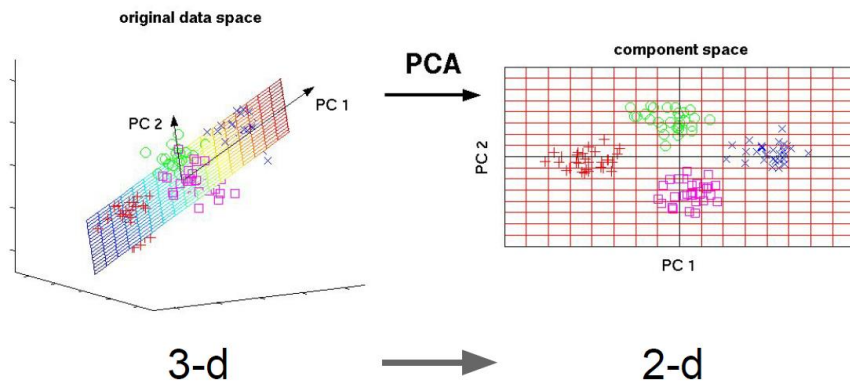 original data space
PCA
component space
PC 1
PC 2
PC 2
PC 1
3-d
2-d